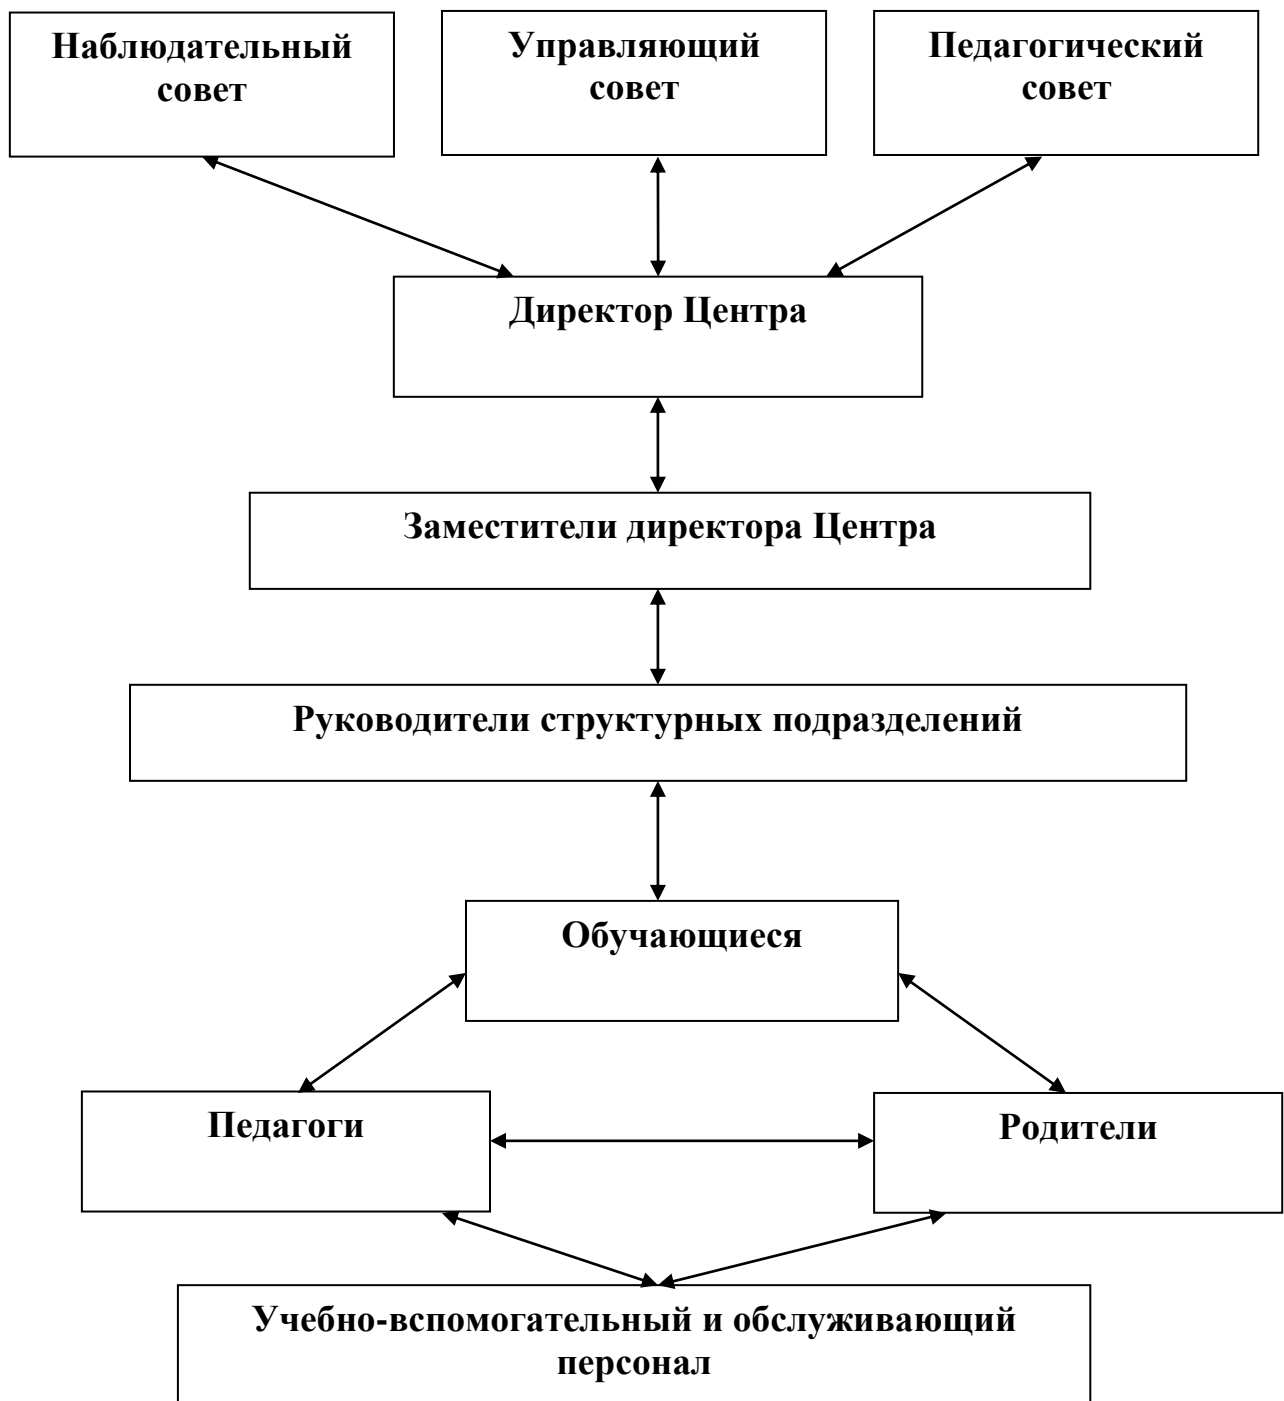 Наблюдательный
совет
Управляющий
совет
Педагогический
совет
Директор Центра
Заместители директора Центра
Руководители структурных подразделений
Обучающиеся
Педагоги
Родители
Учебно-вспомогательный и обслуживающий
персонал